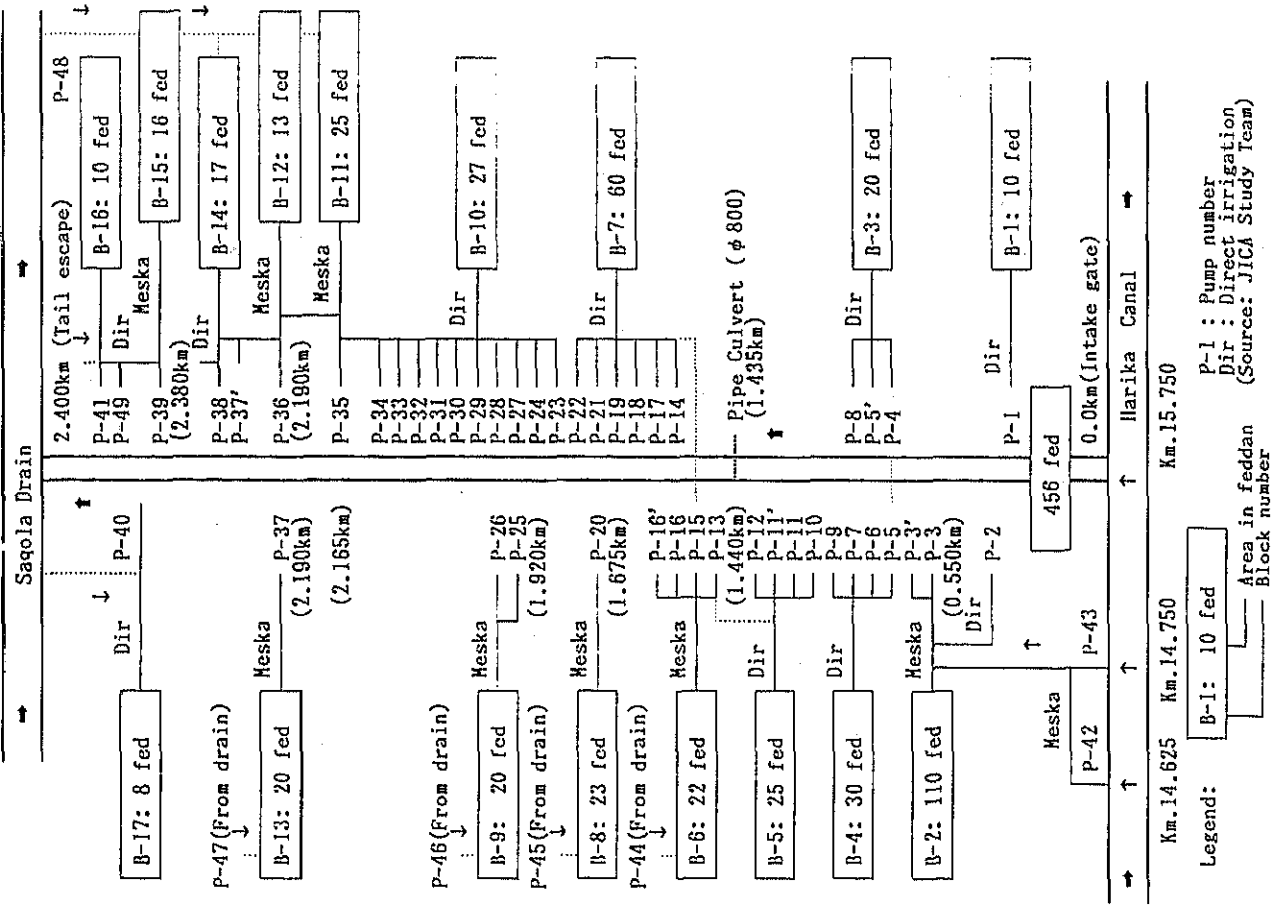 Saqola Drain
2.400km (Tail escape)
P-48
P-40
Dir
B-17: 8 fed
P-41
P-49
Dir
B-16: 10 fed
P-39
(2.380km)
Meska
B-15: 16 fed
P-38
P-37'
Dir
B-14: 17 fed
P-47(From drain)
B-13: 20 fed
Meska
P-37
(2.190km)
(2.165km)
P-36
(2.190km)
Meska
B-12: 13 fed
P-35
Meska
B-11: 25 fed
P-34
P-33
P-32
P-31
P-30
P-29
P-28
P-27
P-24
P-23
Dir
B-10: 27 fed
P-46(From drain)
B-9: 20 fed
Meska
P-26
P-25
(1.920km)
P-22
P-21
P-19
P-18
P-17
P-14
Dir
B-7: 60 fed
P-45(From drain)
B-8: 23 fed
Meska
P-20
(1.675km)
P-44(From drain)
B-6: 22 fed
Meska
P-16'
P-16
P-15
P-13
(1.440km)
Pipe Culvert (φ800)
(1.435km)
B-5: 25 fed
Dir
P-12
P-11'
P-11
P-10
B-4: 30 fed
Dir
P-9
P-7
P-6
P-5
P-8
P-5'
P-4
Dir
B-3: 20 fed
B-2: 110 fed
Meska
P-3'
P-3
(0.550km)
Dir
P-2
P-1
Dir
B-1: 10 fed
456 fed
Meska
P-42
P-43
0.0km(Intake gate)
Harika Canal
Km.14.625
Km.14.750
Km.15.750
Legend:
B-1: 10 fed
Area in feddan
Block number
P-1 : Pump number
Dir : Direct irrigation
(Source: JICA Study Team)